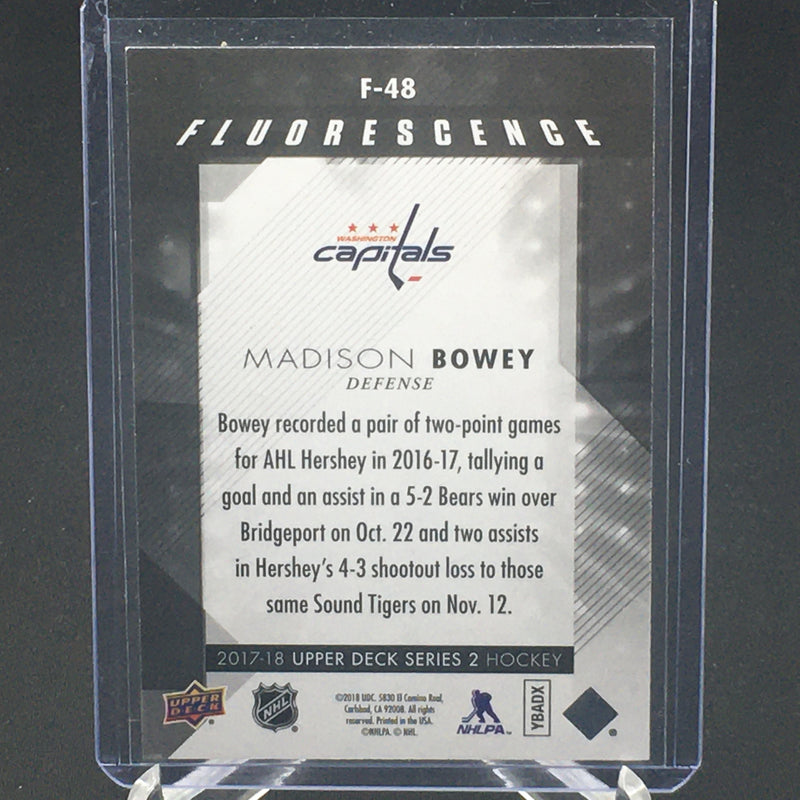 F-48
FLUORESCENCE
WASHINGTON
capitals
MADISON BOWEY
DEFENSE
Bowey recorded a pair of two-point games
for AHL Hershey in 2016-17, tallying a
goal and an assist in a 5-2 Bears win over
Bridgeport on Oct. 22 and two assists
in Hershey's 4-3 shootout loss to those
same Sound Tigers on Nov. 12.
2017-18 UPPER DECK SERIES 2 HOCKEY
UPPER
DECK
NHL
©2018 UDC. 5830 El Camino Real,
Carlsbad, CA 92008. All rights
reserved. Printed in the USA.
©NHLPA. © NHL.
NHLPA™
YBADX